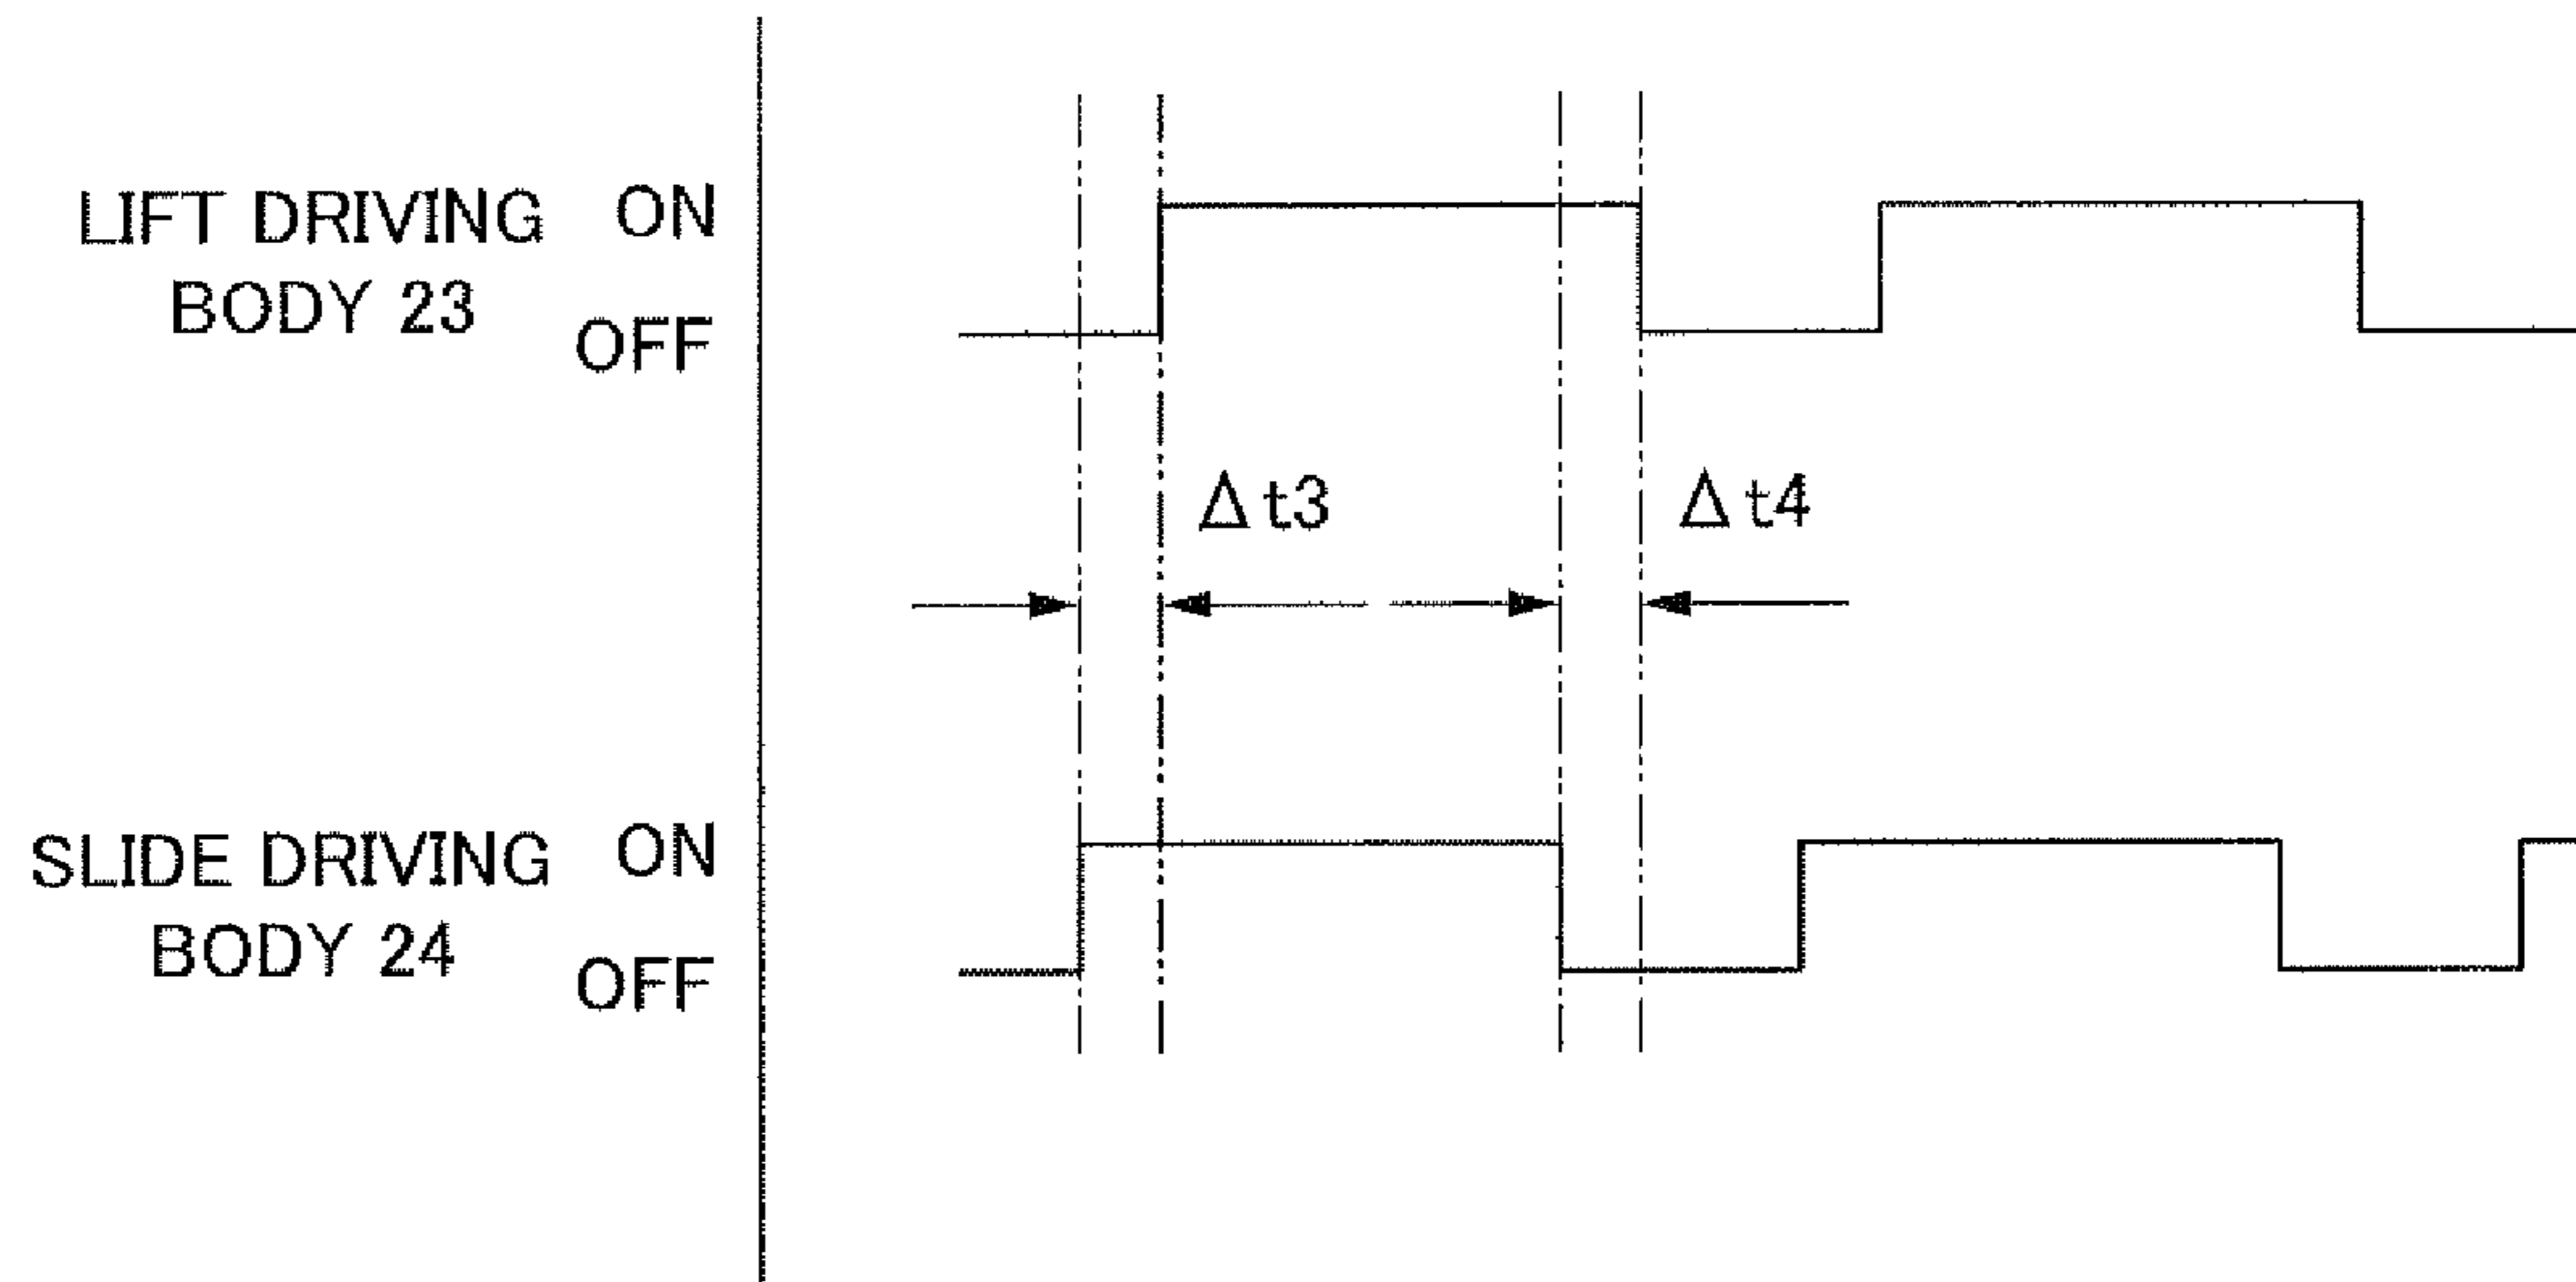 LIFT DRIVING ON
BODY 23
OFF
Δt3 Δt4
SLIDE DRIVING ON
BODY 24
OFF